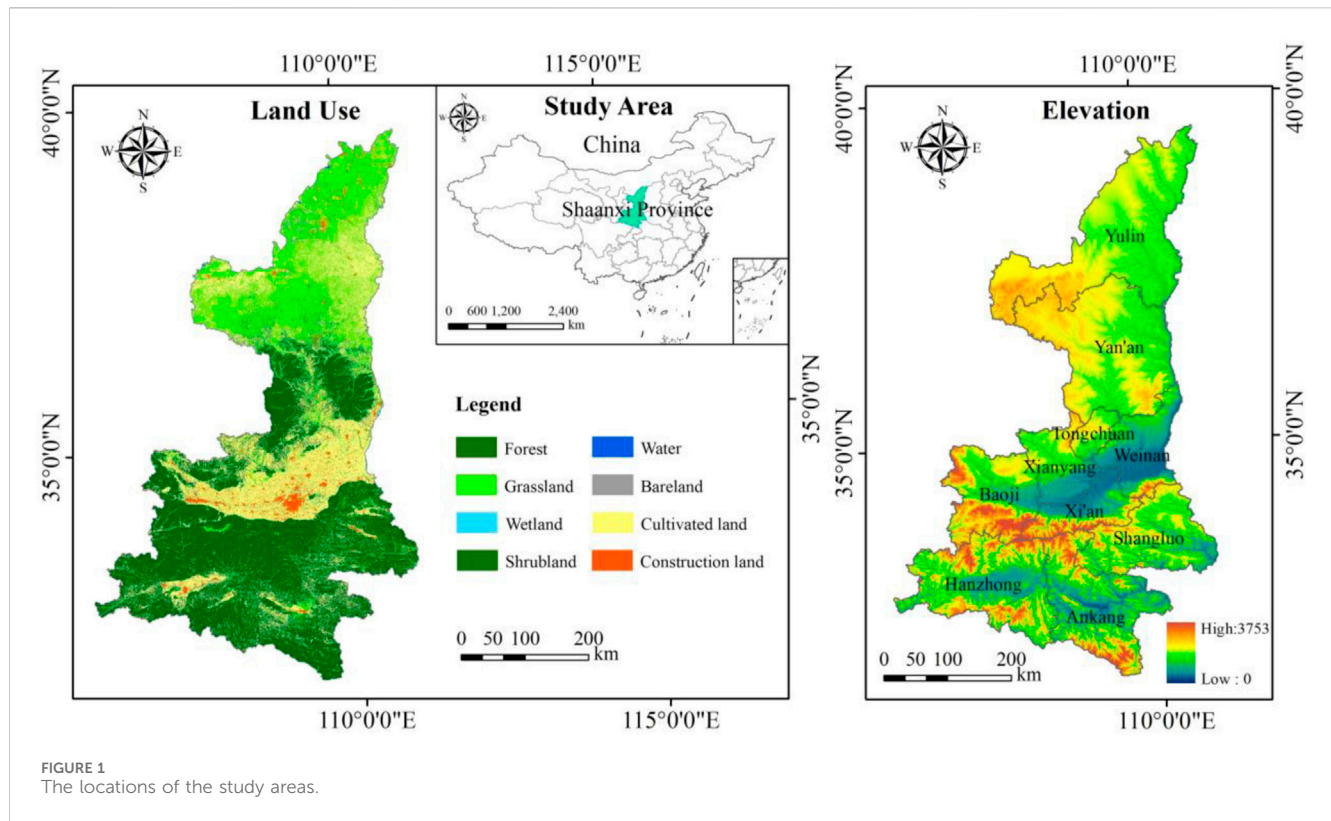 110°0'0"E
115°0'0"E
110°0'0"E
40°0'0"N
35°0'0"N
Land Use
N
W
E
S
Study Area
N
W
E
S
China
Shaanxi Province
0 600 1,200 2,400
km
Legend
Forest
Water
Grassland
Bareland
Wetland
Cultivated land
Shrubland
Construction land
0 50 100 200
km
35°0'0"N
110°0'0"E
115°0'0"E
40°0'0"N
35°0'0"N
Elevation
N
W
E
S
Yulin
Yan'an
Tongchuan
Weinan
Xianyang
Baoji
Xi'an
Shangluo
Hanzhong
Ankang
High:3753
Low : 0
0 50 100 200
km
40°0'0"N
35°0'0"N
110°0'0"E
FIGURE 1
The locations of the study areas.